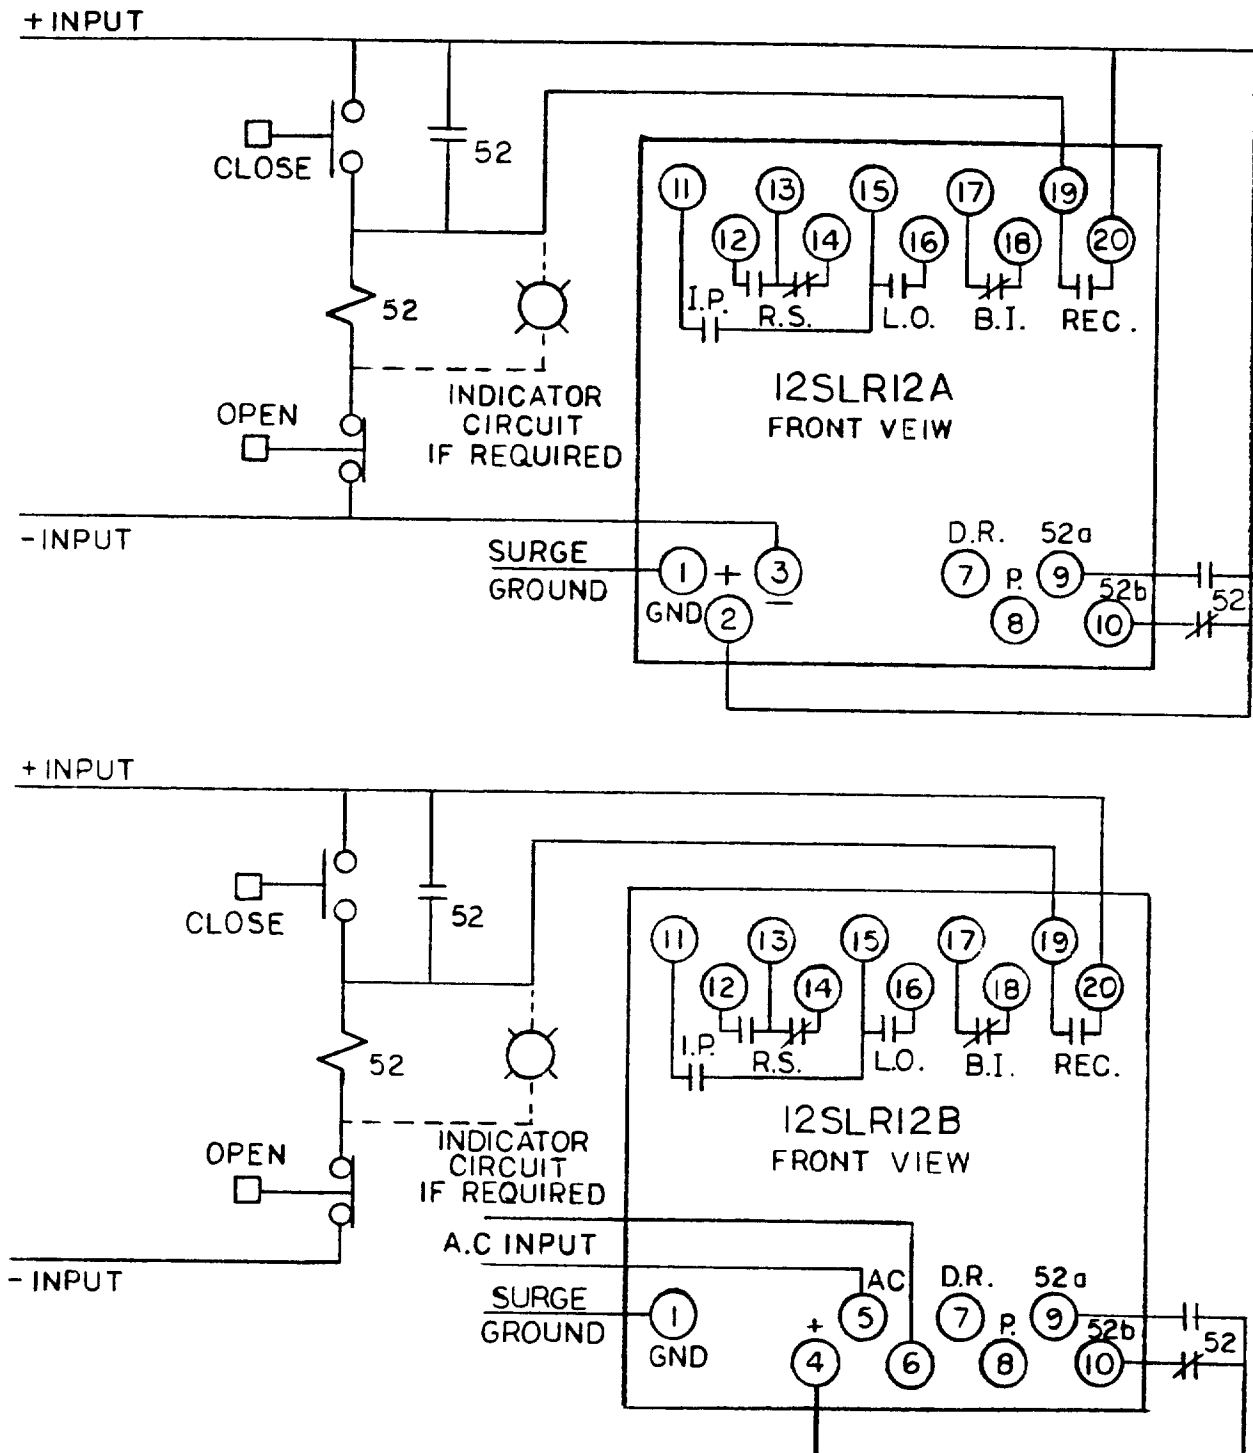 + INPUT
52
CLOSE
11 13 15 17 19
12 14 16 18 20
I.P. R.S. L.O. B.I. REC.
52
12SLR12A
FRONT VEIW
OPEN
INDICATOR
CIRCUIT
IF REQUIRED
- INPUT
SURGE
GROUND
D.R. 52a
1 + 3 7 P. 9
GND 2 − 8 52b 10 52
+ INPUT
52
CLOSE
11 13 15 17 19
12 14 16 18 20
I.P. R.S. L.O. B.I. REC.
52
12SLR12B
FRONT VIEW
OPEN
INDICATOR
CIRCUIT
IF REQUIRED
A.C INPUT
- INPUT
SURGE
GROUND
AC D.R. 52a
1 + 5 7 P. 9 52b
GND 4 6 8 10 52